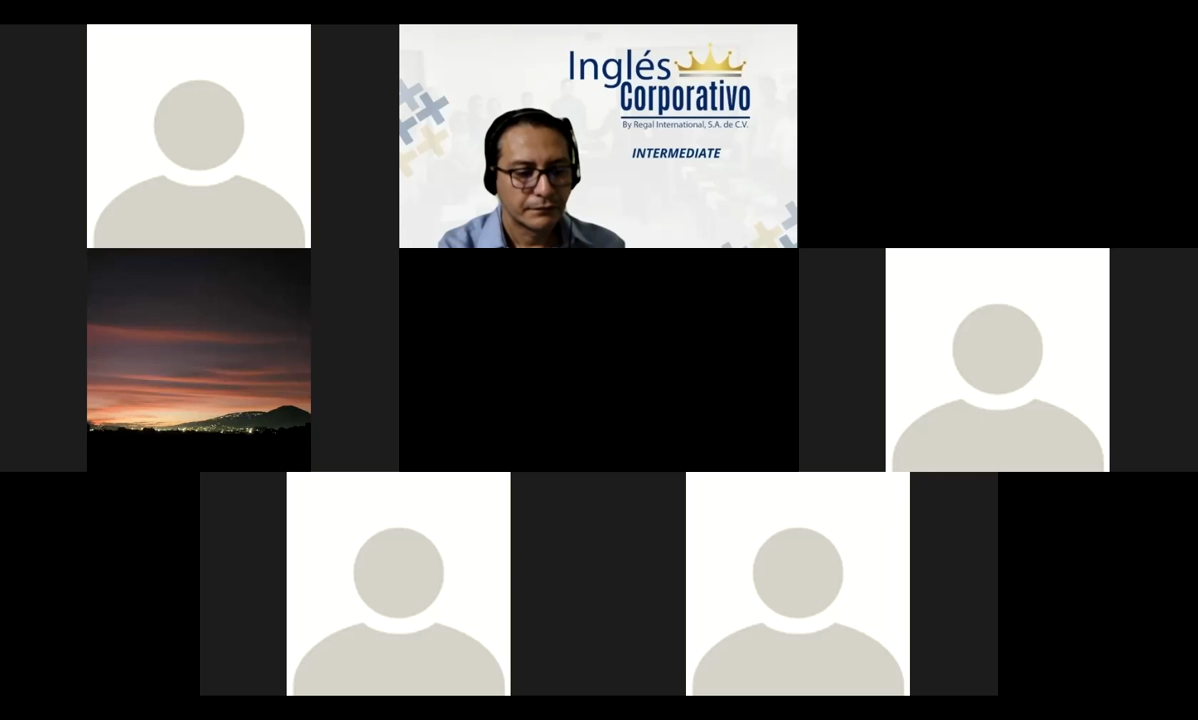 Inglés
Corporativo
By Regal International, S.A. de C.V.
INTERMEDIATE